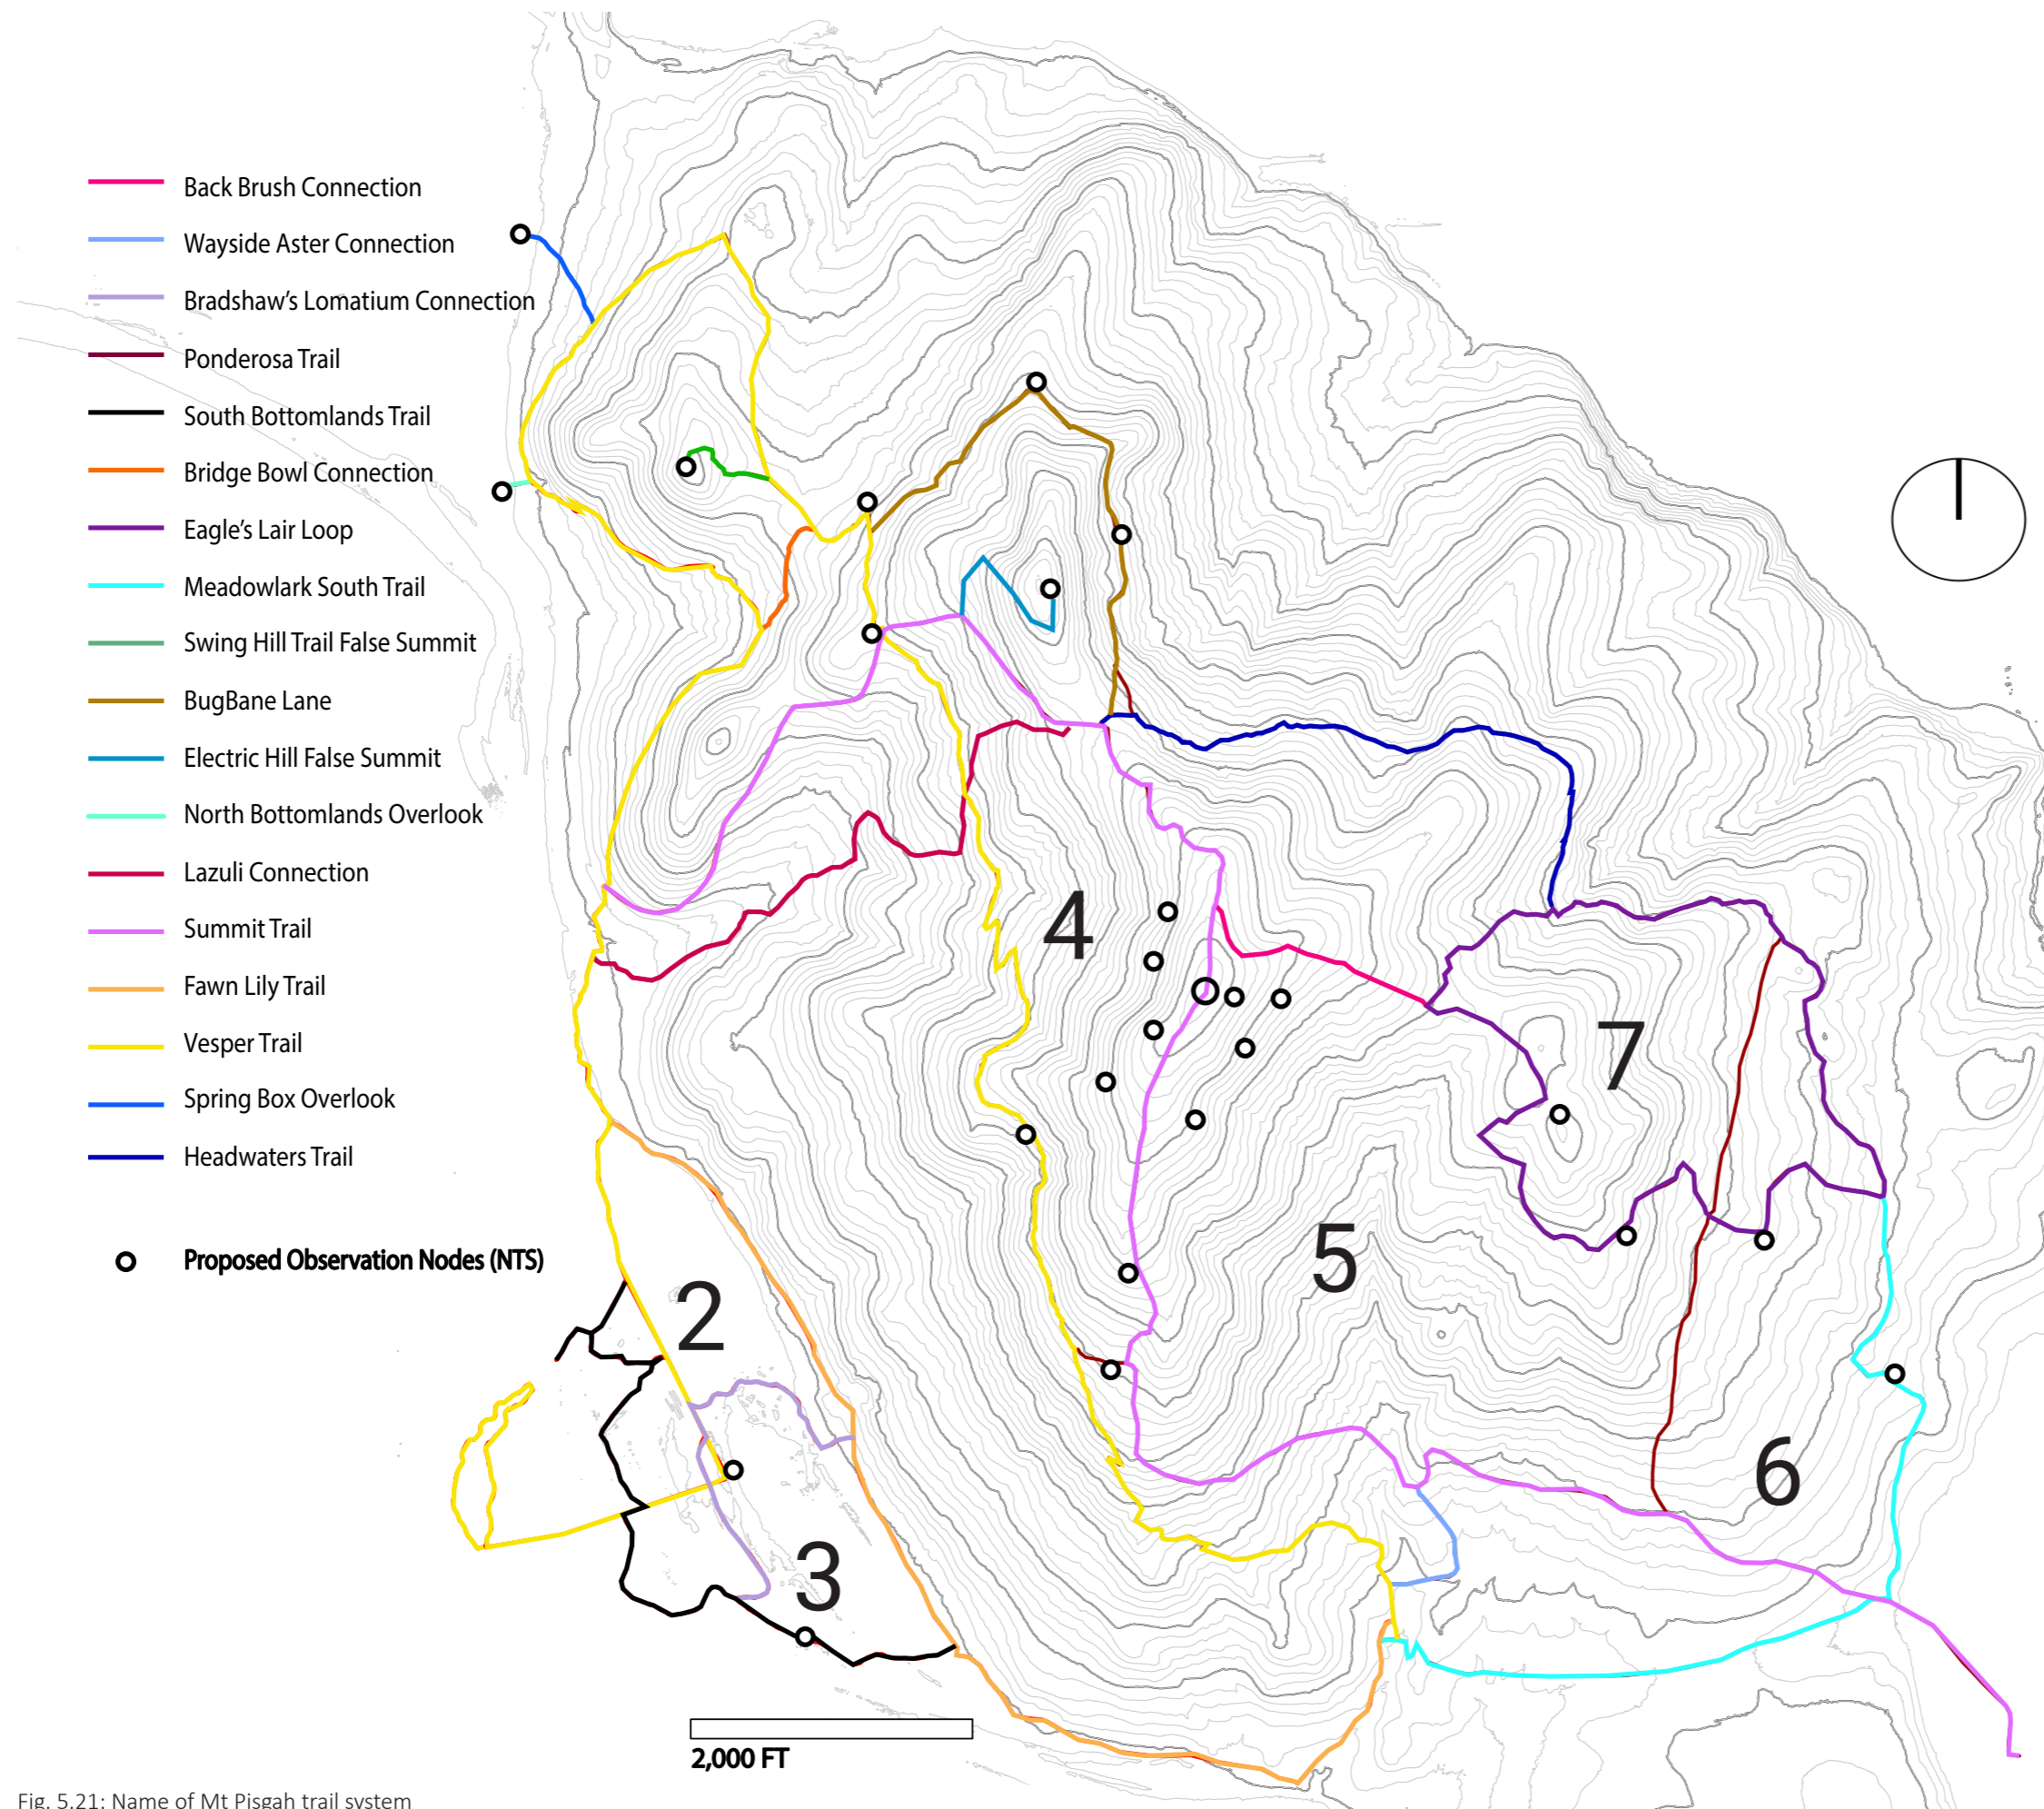 Back Brush Connection
Wayside Aster Connection
Bradshaw's Lomatium Connection
Ponderosa Trail
South Bottomlands Trail
Bridge Bowl Connection
Eagle's Lair Loop
Meadowlark South Trail
Swing Hill Trail False Summit
BugBane Lane
Electric Hill False Summit
North Bottomlands Overlook
Lazuli Connection
Summit Trail
Fawn Lily Trail
Vesper Trail
Spring Box Overlook
Headwaters Trail
Proposed Observation Nodes (NTS)
4
7
5
2
6
3
2,000 FT
Fig. 5.21: Name of Mt Pisgah trail system